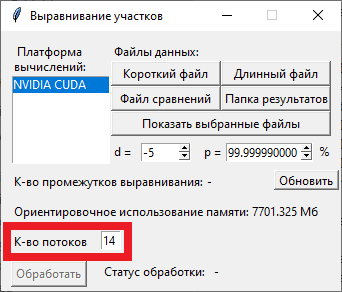 Выравнивание участков
Платформа вычислений:
NVIDIA CUDA
Файлы данных:
Короткий файл
Длинный файл
Файл сравнений
Папка результатов
Показать выбранные файлы
d = -5 p = 99.999990000 %
К-во промежутков выравнивания: -
Обновить
Ориентировочное использование памяти: 7701.325 Мб
К-во потоков 14
Обработать
Статус обработки: -